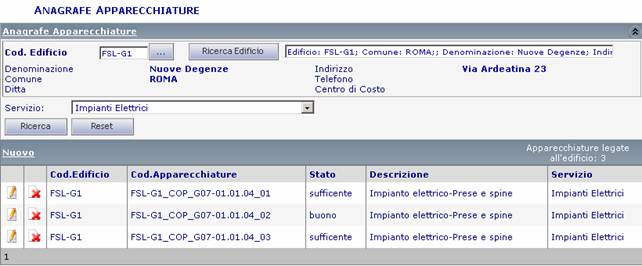 ANAGRAFE APPARECCHIATURE
Anagrafe Apparecchiature
Cod. Edificio FSL-G1 ... Ricerca Edificio Edificio: FSL-G1; Comune: ROMA;; Denominazione: Nuove Degenze; Indir
Denominazione Nuove Degenze Indirizzo Via Ardeatina 23
Comune ROMA Telefono
Ditta Centro di Costo
Servizio: Impianti Elettrici
Ricerca Reset
Nuovo Apparecchiature legate
all'edificio: 3
Cod.Edificio Cod.Apparecchiature Stato Descrizione Servizio
FSL-G1 FSL-G1_COP_G07-01.01.04_01 sufficente Impianto elettrico-Prese e spine Impianti Elettrici
FSL-G1 FSL-G1_COP_G07-01.01.04_02 buono Impianto elettrico-Prese e spine Impianti Elettrici
FSL-G1 FSL-G1_COP_G07-01.01.04_03 sufficente Impianto elettrico-Prese e spine Impianti Elettrici
1